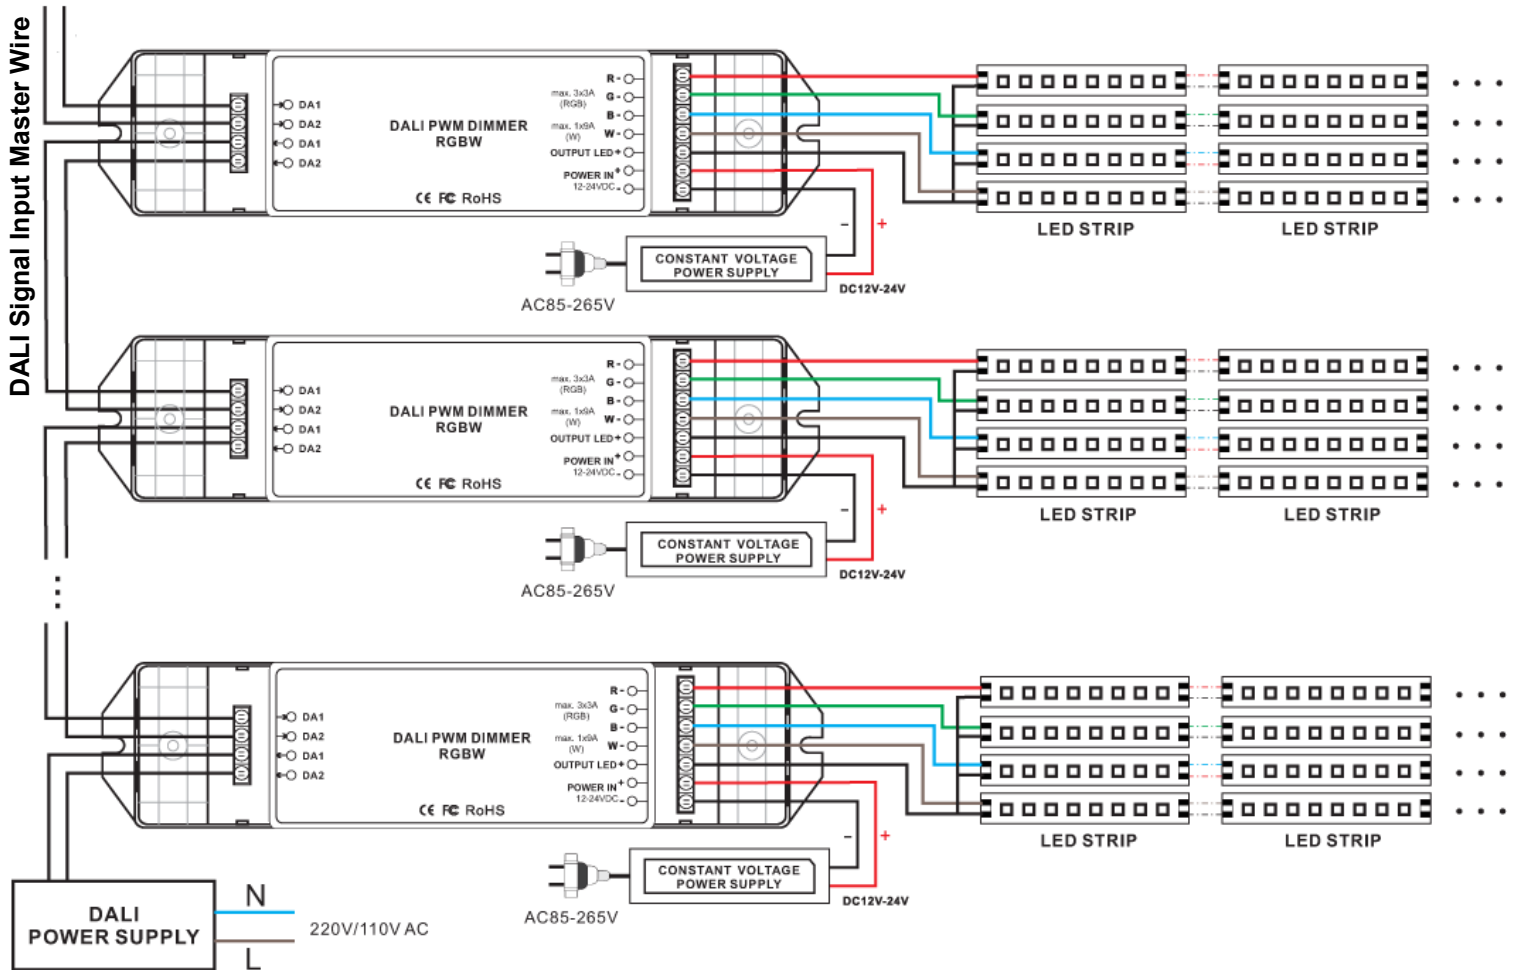 DALI Signal Input Master Wire
DA1
DA2
DA1
DA2
DALI PWM DIMMER
RGBW
CE FC RoHS
R-
max. 3x3A
(RGB)
G-
B-
max. 1x9A
(W)
W-
OUTPUT LED+
POWER IN +
12-24VDC -
LED STRIP
LED STRIP
- +
CONSTANT VOLTAGE
POWER SUPPLY
DC12V-24V
AC85-265V
DA1
DA2
DA1
DA2
DALI PWM DIMMER
RGBW
CE FC RoHS
R-
max. 3x3A
(RGB)
G-
B-
max. 1x9A
(W)
W-
OUTPUT LED+
POWER IN +
12-24VDC -
LED STRIP
LED STRIP
- +
CONSTANT VOLTAGE
POWER SUPPLY
DC12V-24V
AC85-265V
DA1
DA2
DA1
DA2
DALI PWM DIMMER
RGBW
CE FC RoHS
R-
max. 3x3A
(RGB)
G-
B-
max. 1x9A
(W)
W-
OUTPUT LED+
POWER IN +
12-24VDC -
LED STRIP
LED STRIP
- +
CONSTANT VOLTAGE
POWER SUPPLY
DC12V-24V
AC85-265V
DALI
POWER SUPPLY
N
220V/110V AC
L